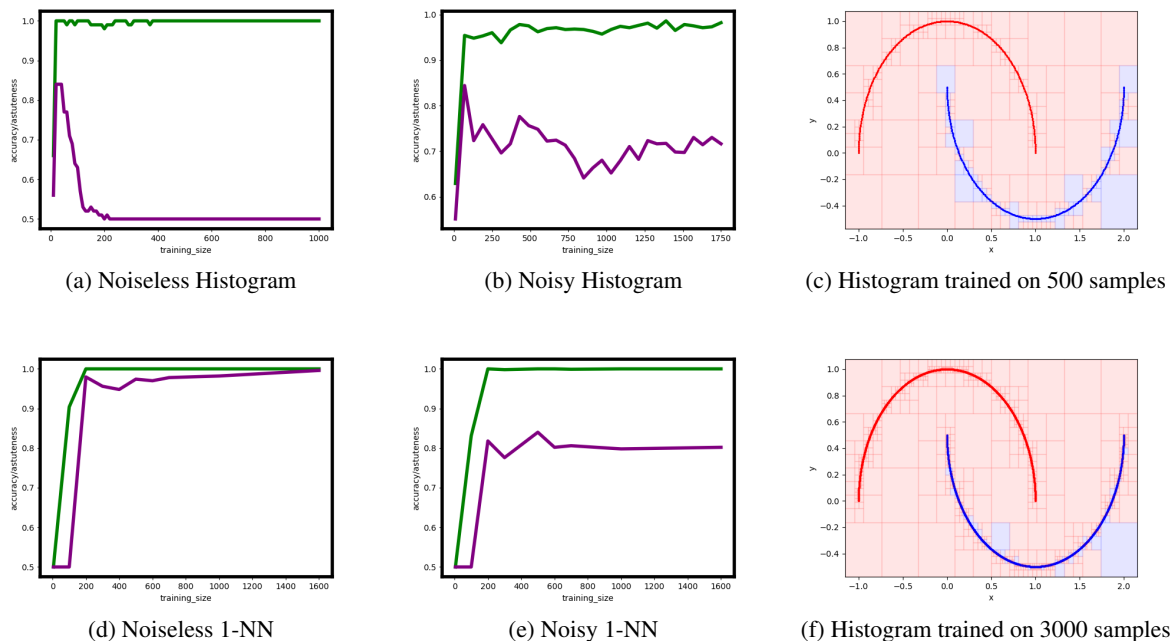 1.0
0.9
0.8
0.7
0.6
0.5
accuracy/astuteness
0 200 400 600 800 1000
training_size
(a) Noiseless Histogram
1.0
0.9
0.8
0.7
0.6
accuracy/astuteness
0 250 500 750 1000 1250 1500 1750
training_size
(b) Noisy Histogram
1.0
0.8
0.6
0.4
0.2
0.0
−0.2
−0.4
y
−1.0 −0.5 0.0 0.5 1.0 1.5 2.0
x
(c) Histogram trained on 500 samples
1.0
0.9
0.8
0.7
0.6
0.5
accuracy/astuteness
0 200 400 600 800 1000 1200 1400 1600
training_size
(d) Noiseless 1-NN
1.0
0.9
0.8
0.7
0.6
0.5
accuracy/astuteness
0 200 400 600 800 1000 1200 1400 1600
training_size
(e) Noisy 1-NN
1.0
0.8
0.6
0.4
0.2
0.0
−0.2
−0.4
y
−1.0 −0.5 0.0 0.5 1.0 1.5 2.0
x
(f) Histogram trained on 3000 samples